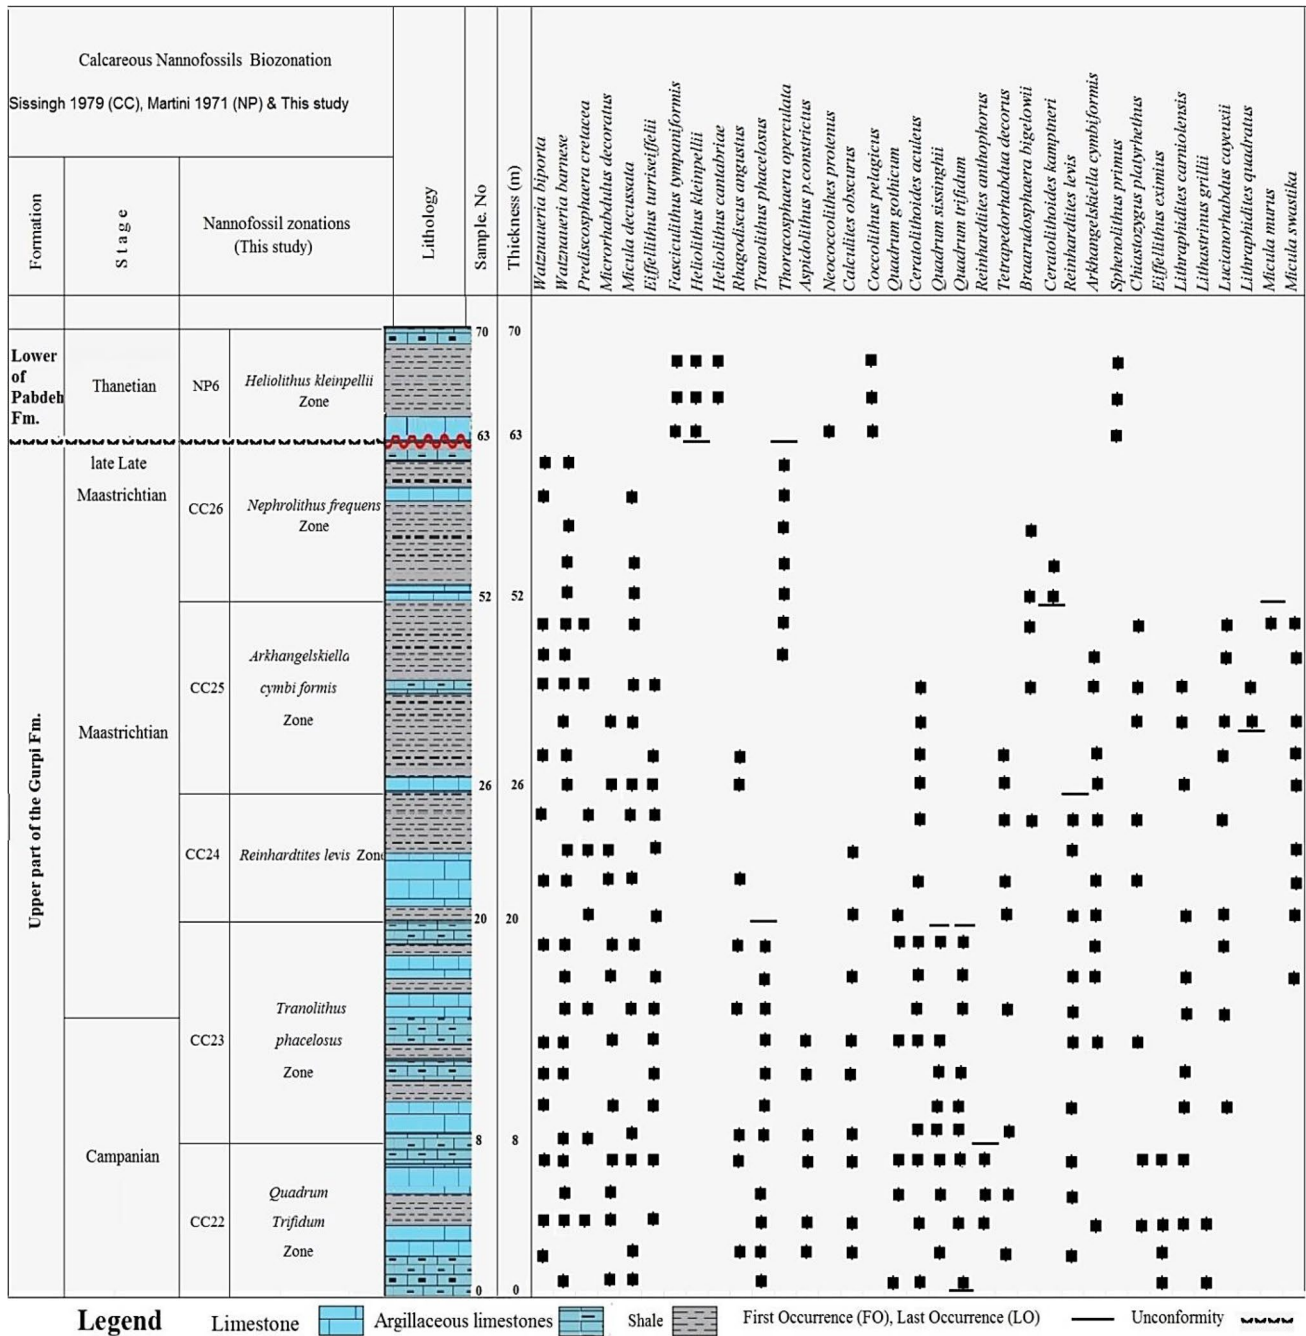 Calcareous Nannofossils Biozonation
Sissingh 1979 (CC), Martini 1971 (NP) & This study
Formation
Stage
Nannofossil zonations
(This study)
Lithology
Sample. No
Thickness (m)
Watznaueria biporta
Watznaueria barnese
Prediscosphaera cretacea
Microrhabdulus decoratus
Micula decussata
Eiffellithus turriseiffelii
Fasciculithus tympaniformis
Heliolithus kleinpellii
Heliolithus cantabriae
Rhagodiscus angustus
Tranolithus phacelosus
Thoracosphaera operculata
Aspidolithus p.constrictus
Neococcolithes protenus
Calculites obscurus
Coccolithus pelagicus
Quadrum gothicum
Ceratolithoides aculeus
Quadrum sissinghii
Quadrum trifidum
Reinhardtites anthophorus
Tetrapedorhabdua decorus
Braarudosphaera bigelowii
Ceratolithoides kamptneri
Reinhardtites levis
Arkhangelskiella cymbiformis
Sphenolithus primus
Chiastozygus platyrhethus
Eiffellithus eximius
Lithraphidites carniolensis
Lithastrinus grillii
Lucianorhabdus cayeuxii
Lithraphidites quadratus
Micula murus
Micula swastika
70 70
Lower
of
Pabdeh
Fm.
Thanetian
NP6
Heliolithus kleinpellii
Zone
63 63
late Late
Maastrichtian
CC26
Nephrolithus frequens
Zone
52 52
Upper part of the Gurpi Fm.
Maastrichtian
CC25
Arkhangelskiella
cymbi formis
Zone
26 26
CC24
Reinhardtites levis Zone
20 20
CC23
Tranolithus
phacelosus
Zone
8 8
Campanian
CC22
Quadrum
Trifidum
Zone
0 0
Legend Limestone Argillaceous limestones Shale First Occurrence (FO), Last Occurrence (LO) Unconformity